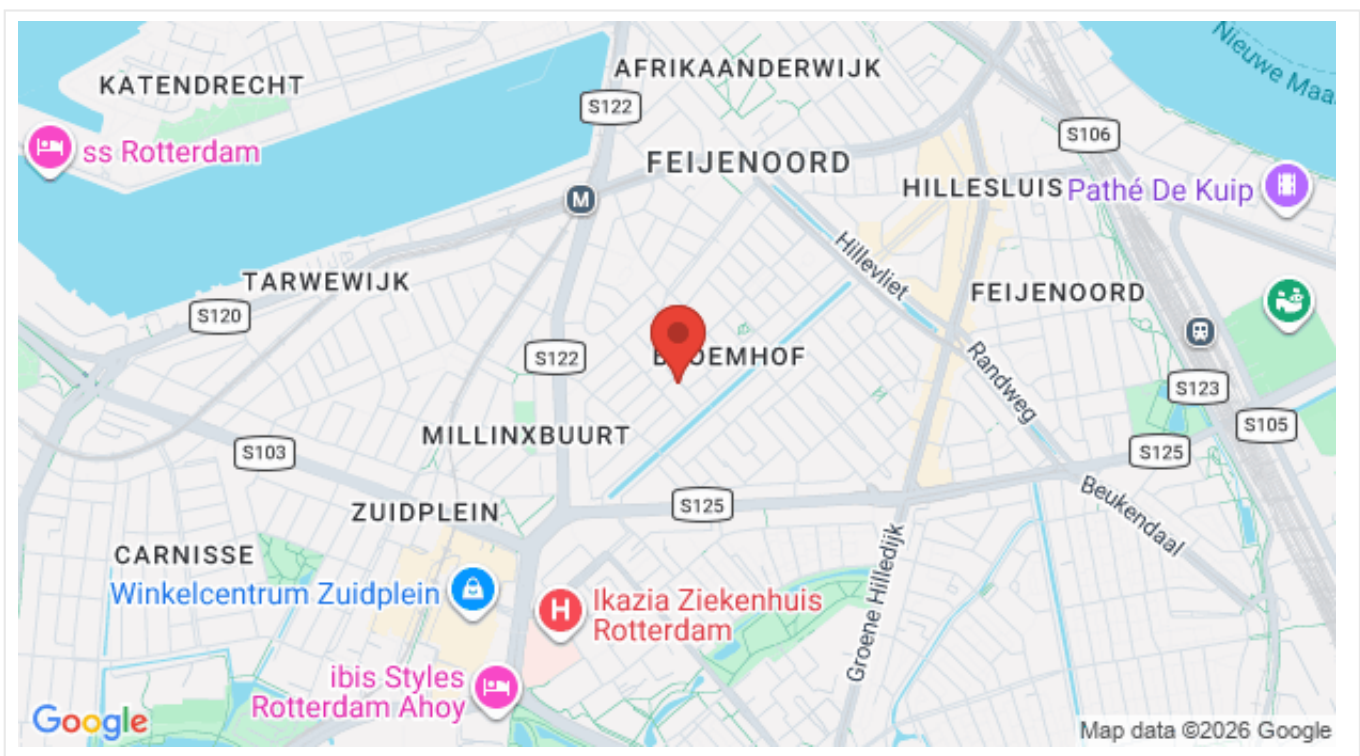 Nieuwe Maa
KATENDRECHT
AFRIKAANDERWIJK
S122
S106
ss Rotterdam
FEIJENOORD
HILLESLUIS
Pathé De Kuip
M
Hillevliet
TARWEWIJK
FEIJENOORD
S120
S122
BLOEMHOF
Randweg
S123
MILLINXBUURT
S105
S103
S125
Beukendaal
ZUIDPLEIN
S125
CARNISSE
Groene Hilledijk
Winkelcentrum Zuidplein
H
Ikazia Ziekenhuis
Rotterdam
ibis Styles
Rotterdam Ahoy
Google
Map data ©2026 Google